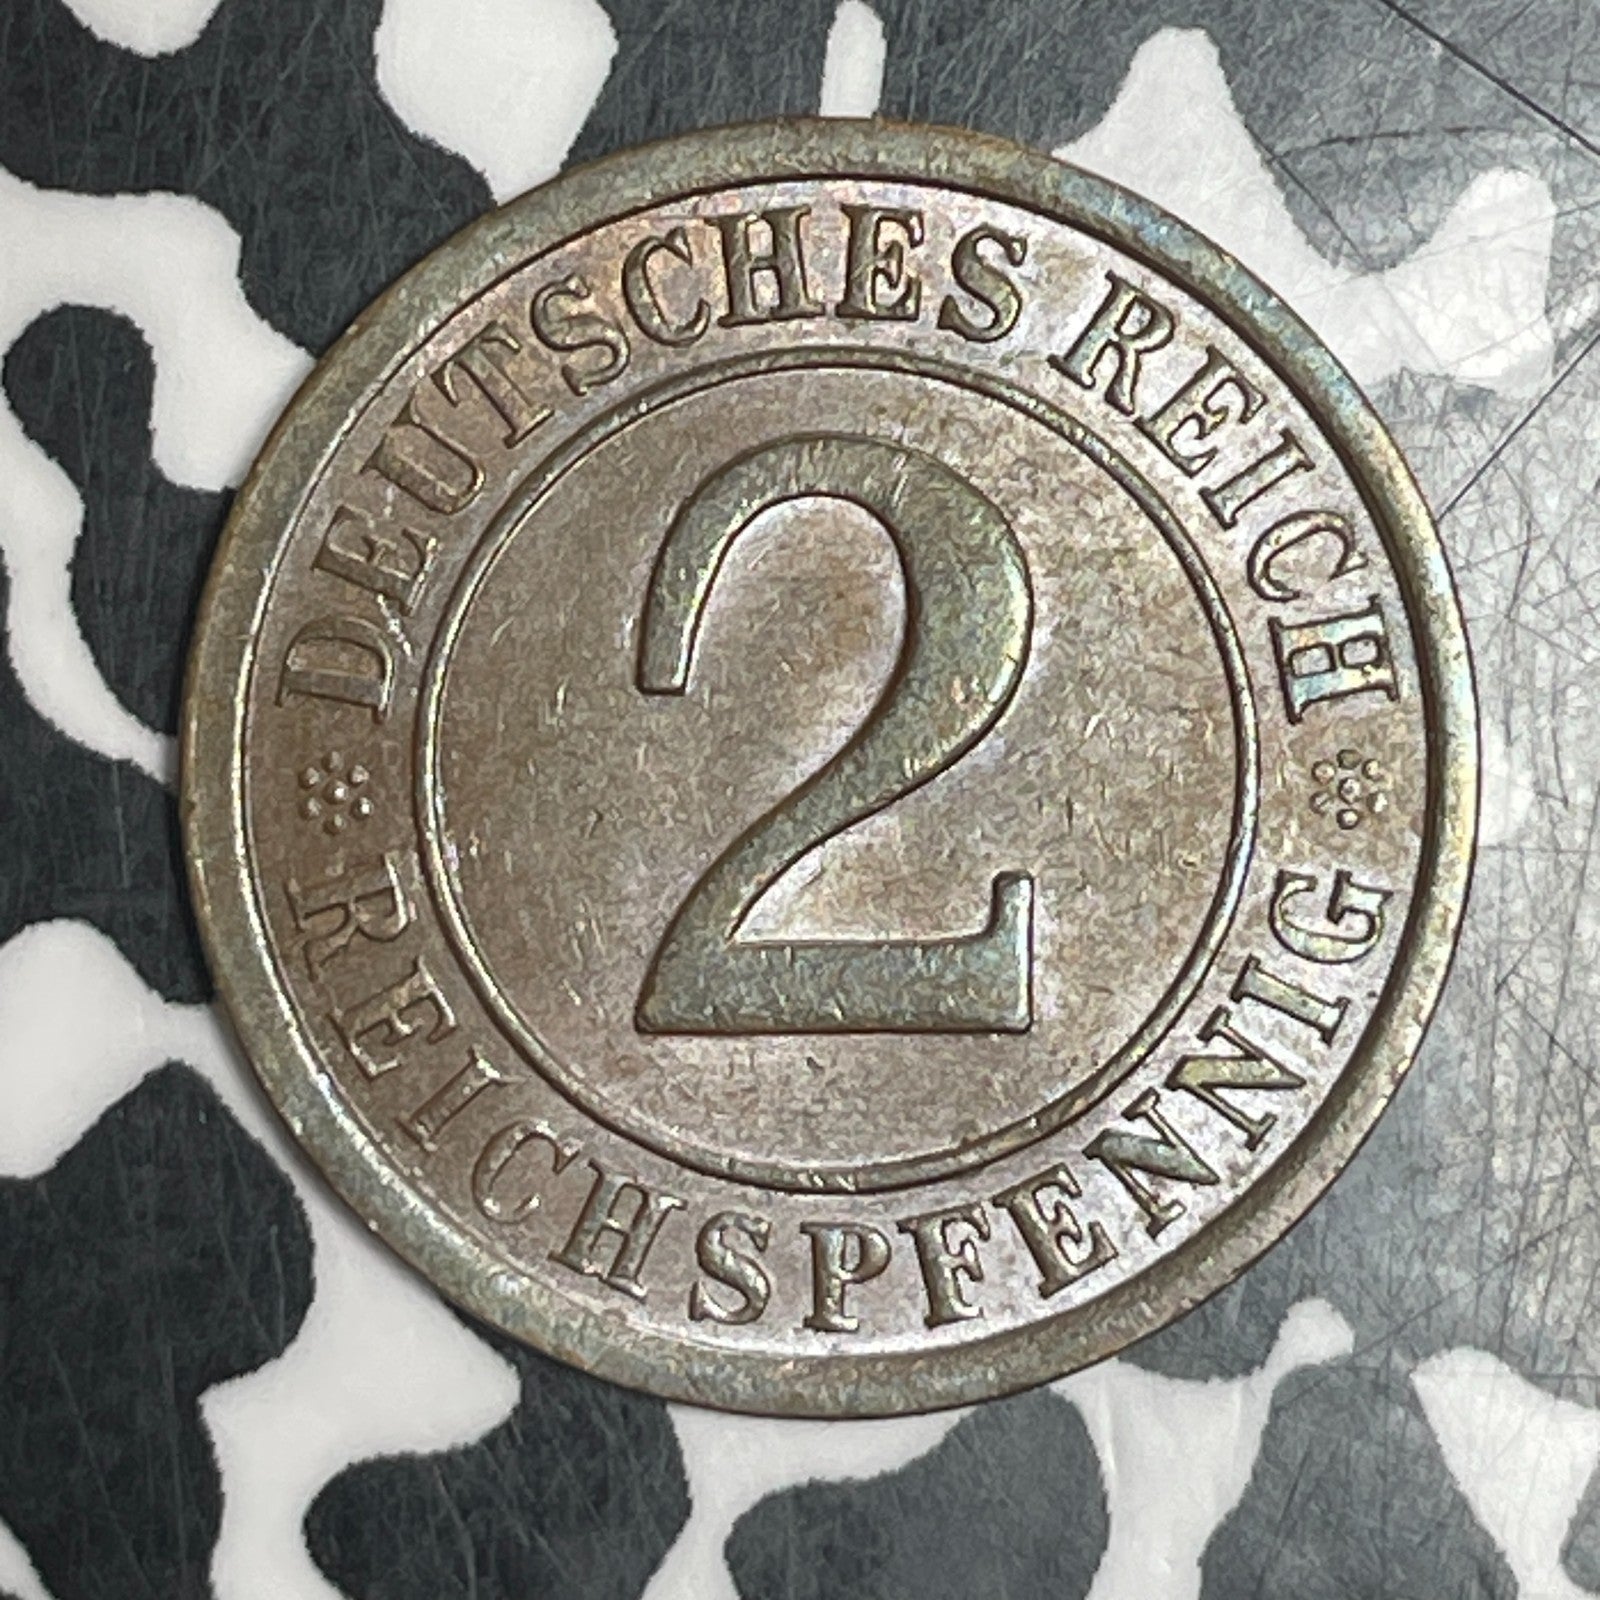 DEUTSCHES REICH
2
REICHSPFENNIG